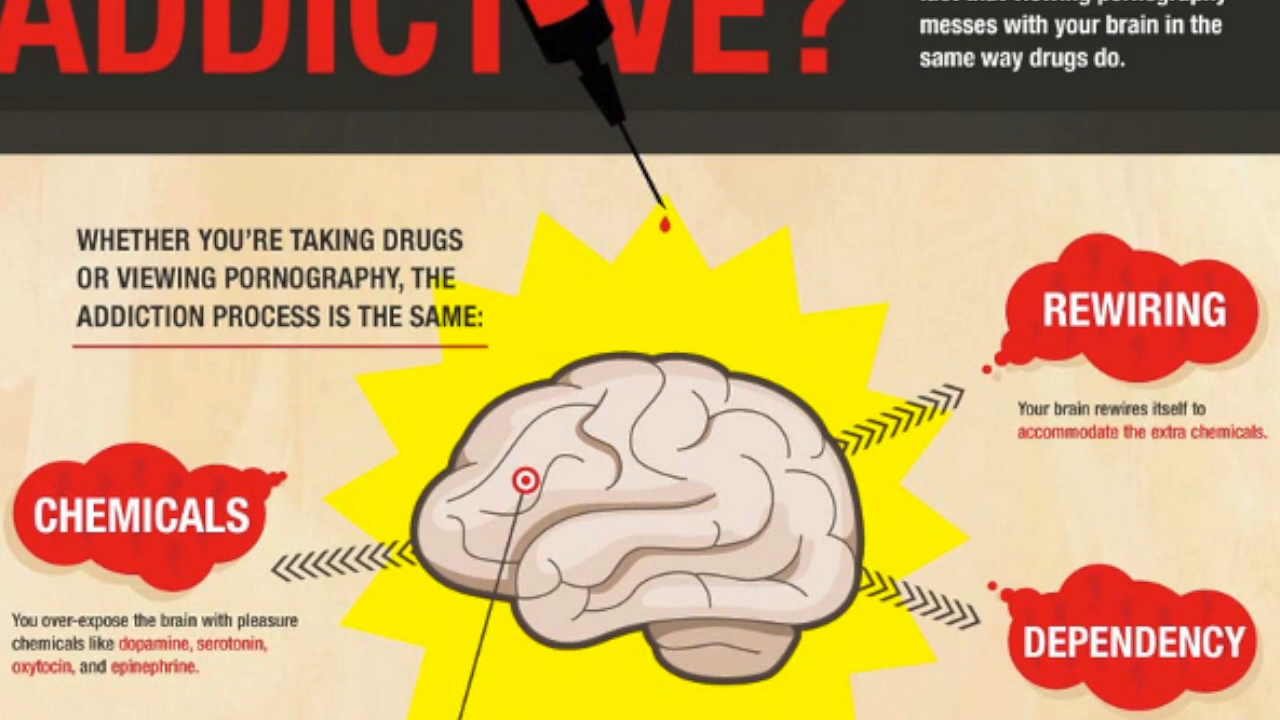 ADDICTIVE?
messes with your brain in the
same way drugs do.
WHETHER YOU'RE TAKING DRUGS
OR VIEWING PORNOGRAPHY, THE
ADDICTION PROCESS IS THE SAME:
REWIRING
Your brain rewires itself to
accommodate the extra chemicals.
CHEMICALS
You over-expose the brain with pleasure
chemicals like dopamine, serotonin,
oxytocin, and epinephrine.
DEPENDENCY